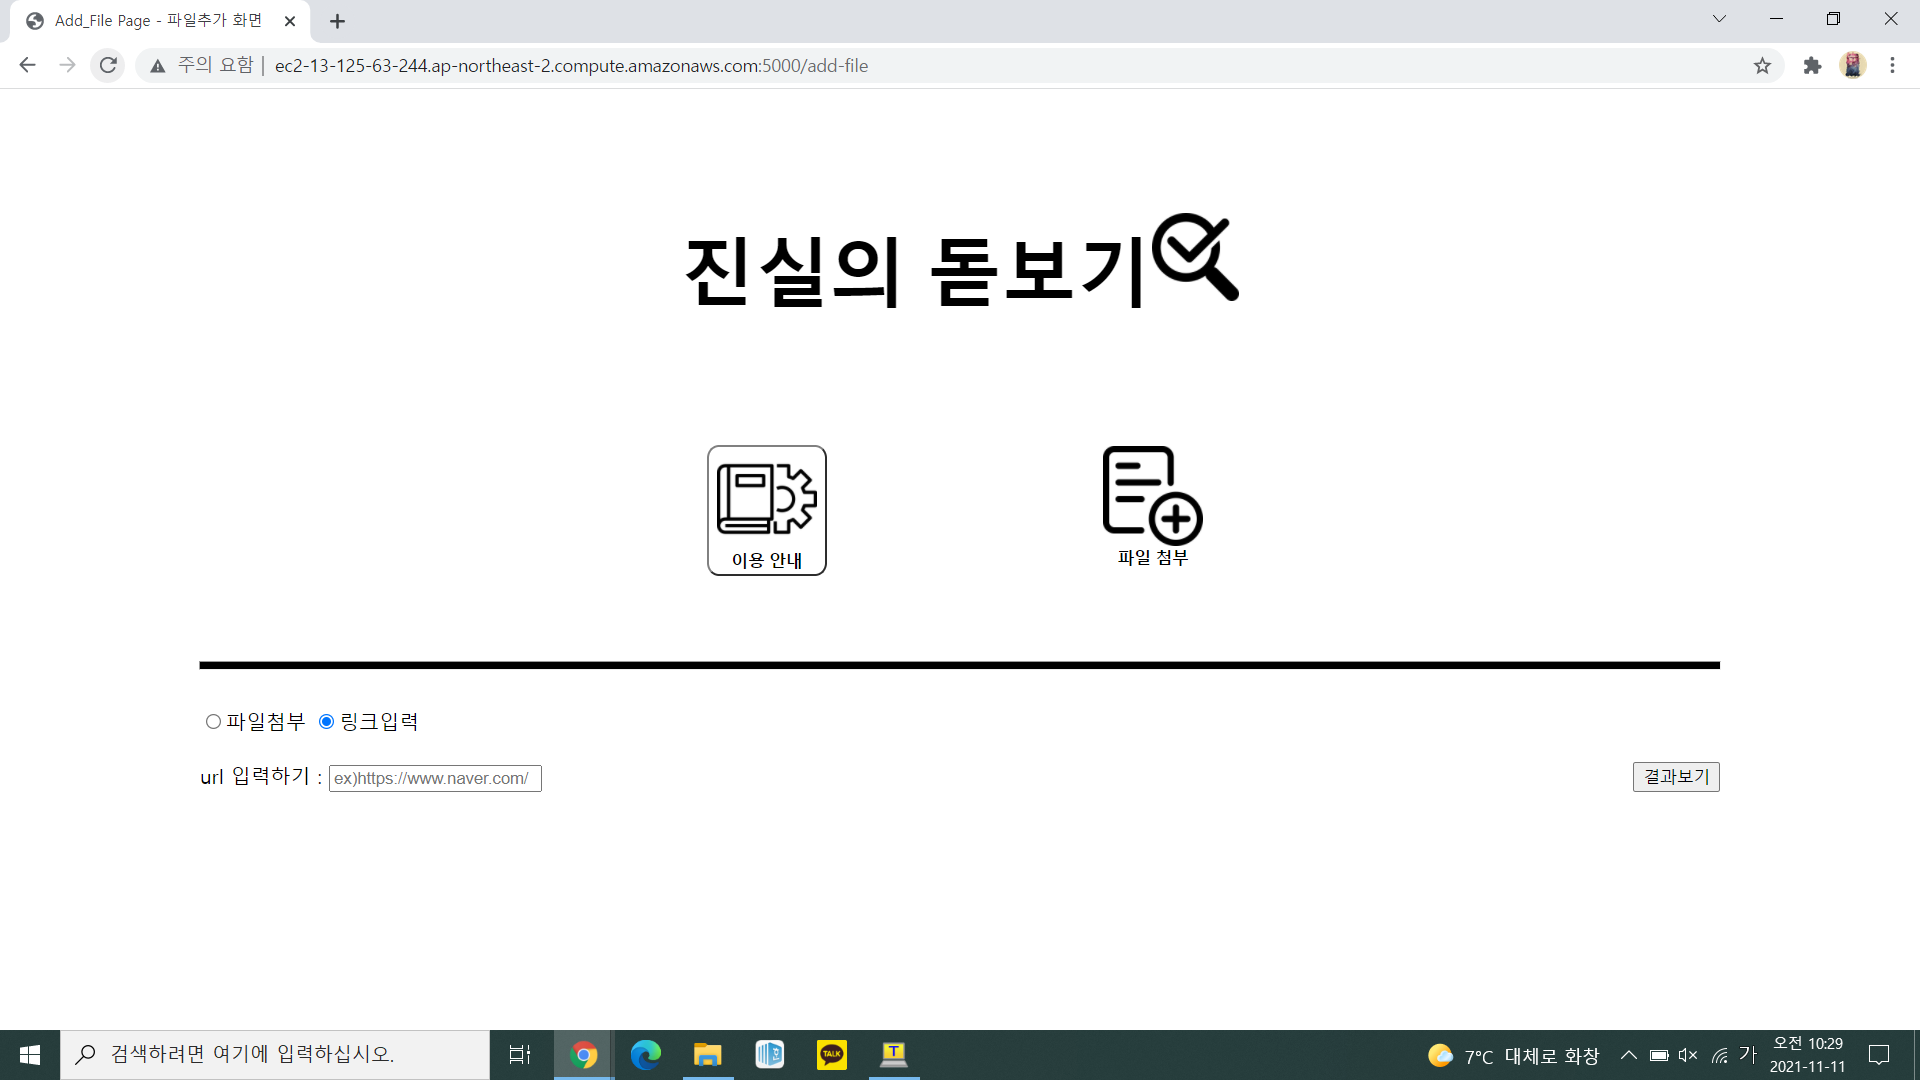 Add_File Page - 파일추가 화면
주의 요함 | ec2-13-125-63-244.ap-northeast-2.compute.amazonaws.com:5000/add-file
진실의 돋보기
이용 안내
파일 첨부
파일첨부 링크입력
url 입력하기 : ex)https://www.naver.com/ 결과보기
검색하려면 여기에 입력하십시오.
TALK
T
7°C 대체로 화창
가
오전 10:29
2021-11-11